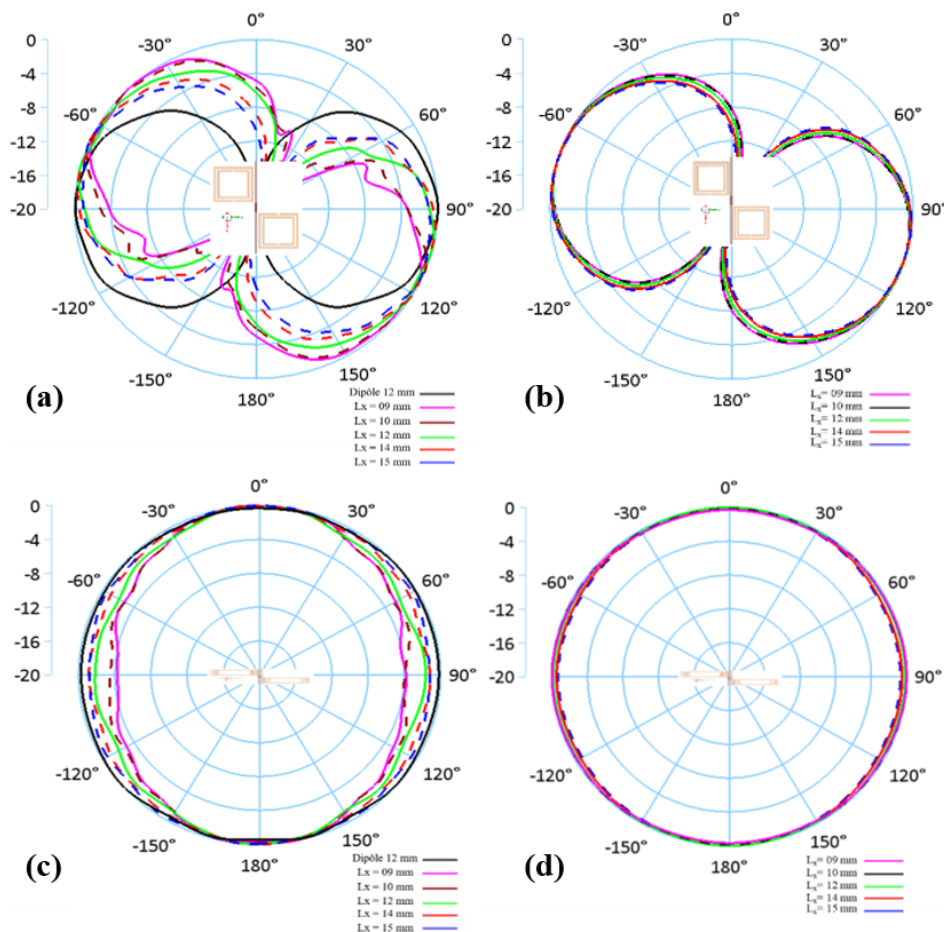 0°
-30°
30°
-60°
60°
90°
-120°
120°
-150°
150°
180°
0
-4
-8
-12
-16
-20
(a)
Dipôle 12 mm
Lx = 09 mm
Lx = 10 mm
Lx = 12 mm
Lx = 14 mm
Lx = 15 mm
0°
-30°
30°
-60°
60°
90°
-120°
120°
-150°
150°
180°
0
-4
-8
-12
-16
-20
(b)
Lx= 09 mm
Lx= 10 mm
Lx= 12 mm
Lx= 14 mm
Lx= 15 mm
0°
-30°
30°
-60°
60°
90°
-120°
120°
-150°
150°
180°
0
-4
-8
-12
-16
-20
(c)
Dipôle 12 mm
Lx = 09 mm
Lx = 10 mm
Lx = 12 mm
Lx = 14 mm
Lx = 15 mm
0°
-30°
30°
-60°
60°
90°
-120°
120°
-150°
150°
180°
0
-4
-8
-12
-16
-20
(d)
Lx= 09 mm
Lx= 10 mm
Lx= 12 mm
Lx= 14 mm
Lx= 15 mm